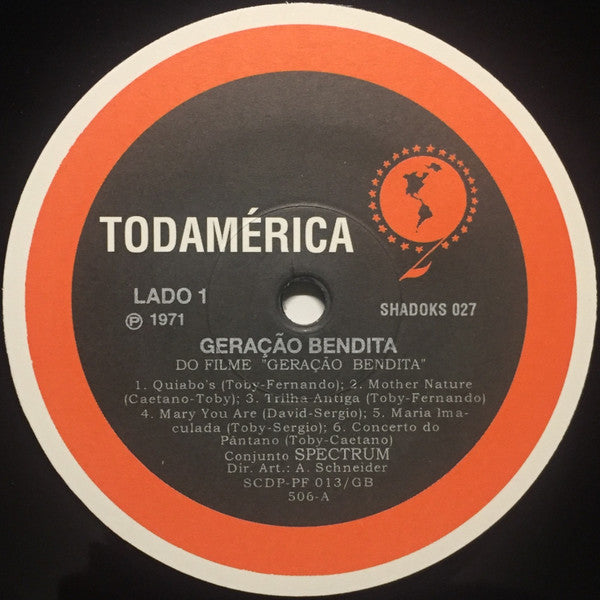 TODAMÉRICA
LADO 1
℗ 1971
SHADOKS 027
GERAÇÃO BENDITA
DO FILME "GERAÇÃO BENDITA"
1. Quiabo's (Toby-Fernando); 2. Mother Nature
(Caetano-Toby); 3. Trilha Antiga (Toby-Fernando)
4. Mary You Are (David-Sergio); 5. Maria Ima-
culada (Toby-Sergio); 6. Concerto do
Pântano (Toby-Caetano)
Conjunto SPECTRUM
Dir. Art.: A. Schneider
SCDP-PF 013/GB
506-A